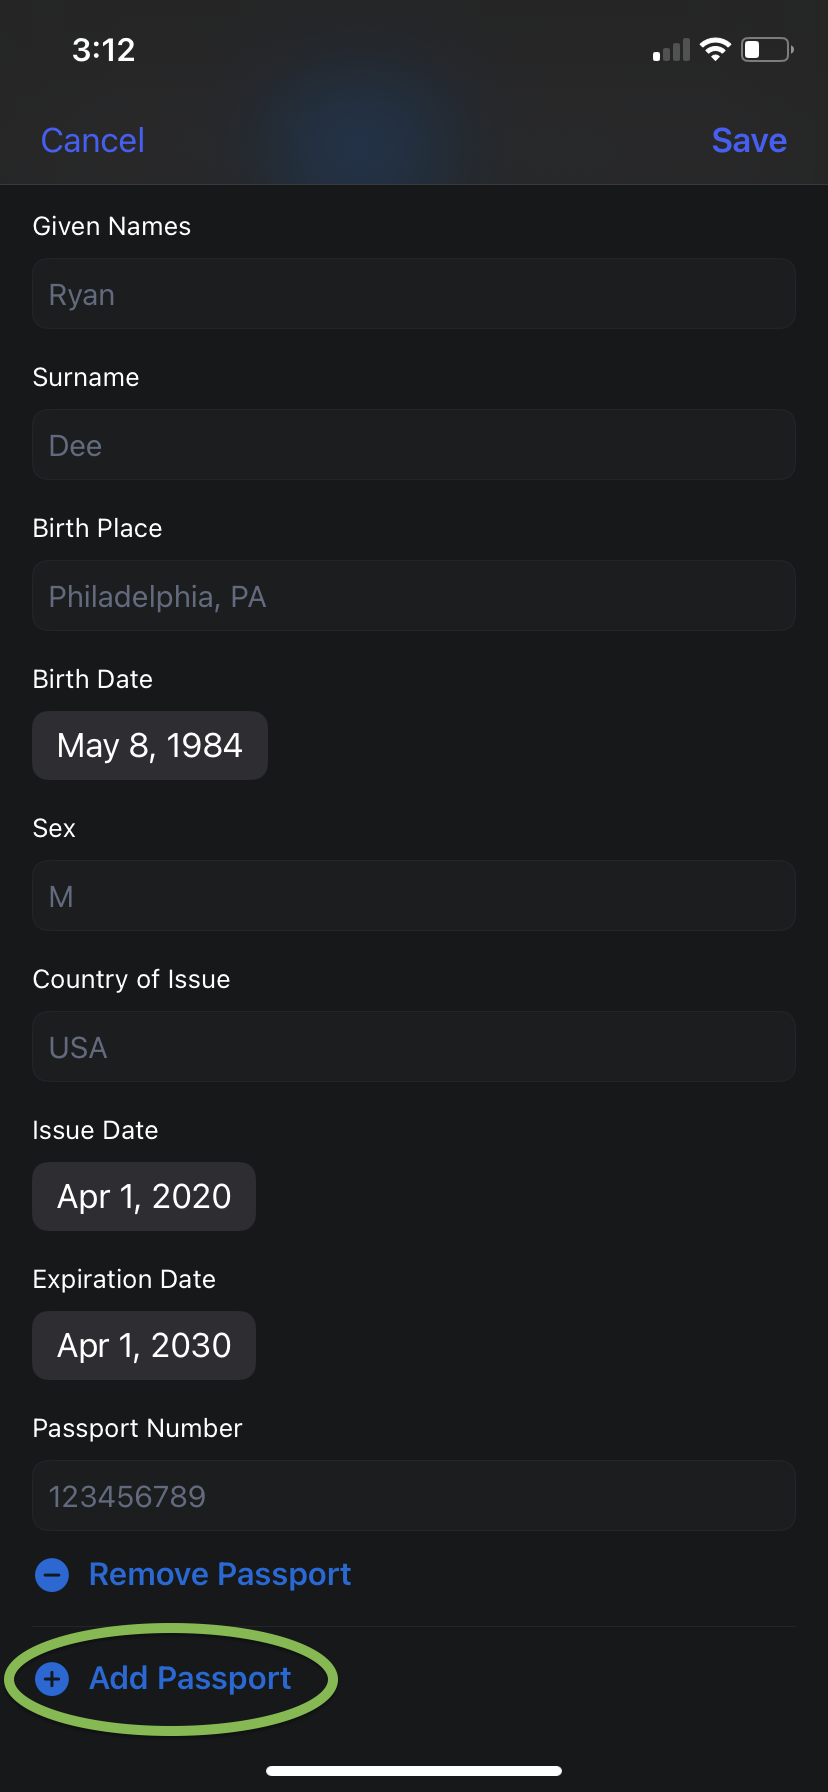 3:12
Cancel
Save
Given Names
Ryan
Surname
Dee
Birth Place
Philadelphia, PA
Birth Date
May 8, 1984
Sex
M
Country of Issue
USA
Issue Date
Apr 1, 2020
Expiration Date
Apr 1, 2030
Passport Number
123456789
Remove Passport
Add Passport